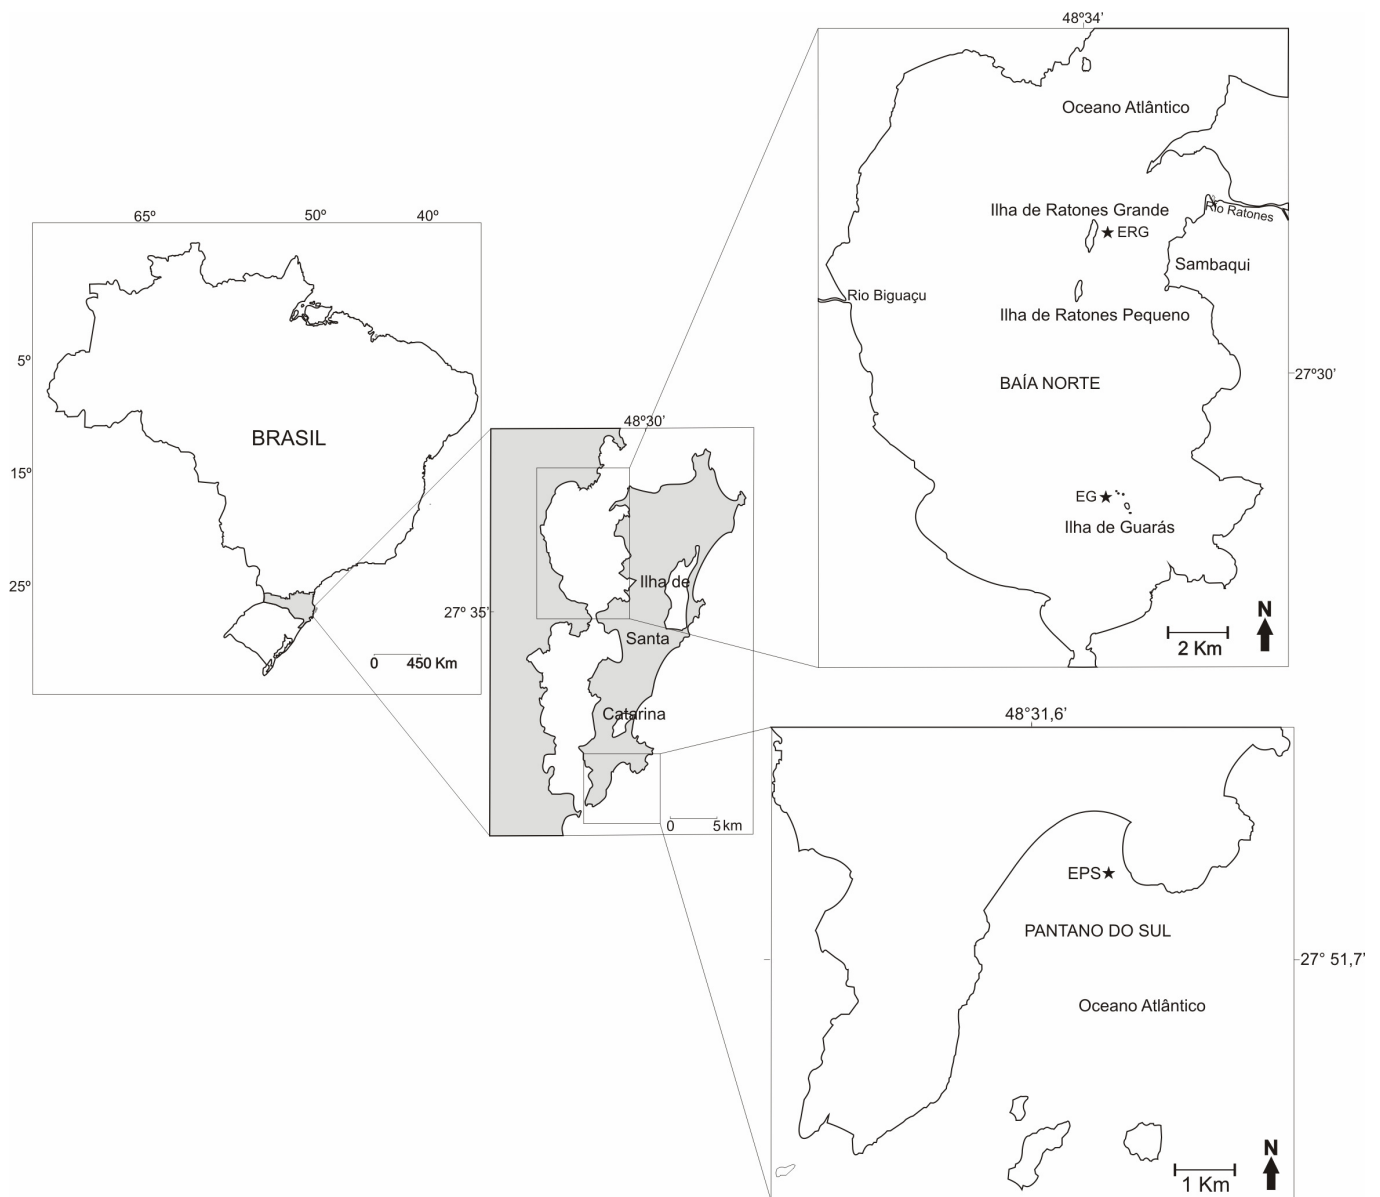 65º 50º 40º
5º
15º
25º
BRASIL
0 450 Km
48º30’
27º 35’
Ilha de
Santa
Catarina
0 5 km
48º34’
Oceano Atlântico
Ilha de Ratones Grande
★ ERG
Rio Ratones
Sambaqui
Rio Biguaçu
Ilha de Ratones Pequeno
27º30’
BAÍA NORTE
EG ★
Ilha de Guarás
N
2 Km
48°31,6’
EPS★
PANTANO DO SUL
27° 51,7’
Oceano Atlântico
N
1 Km